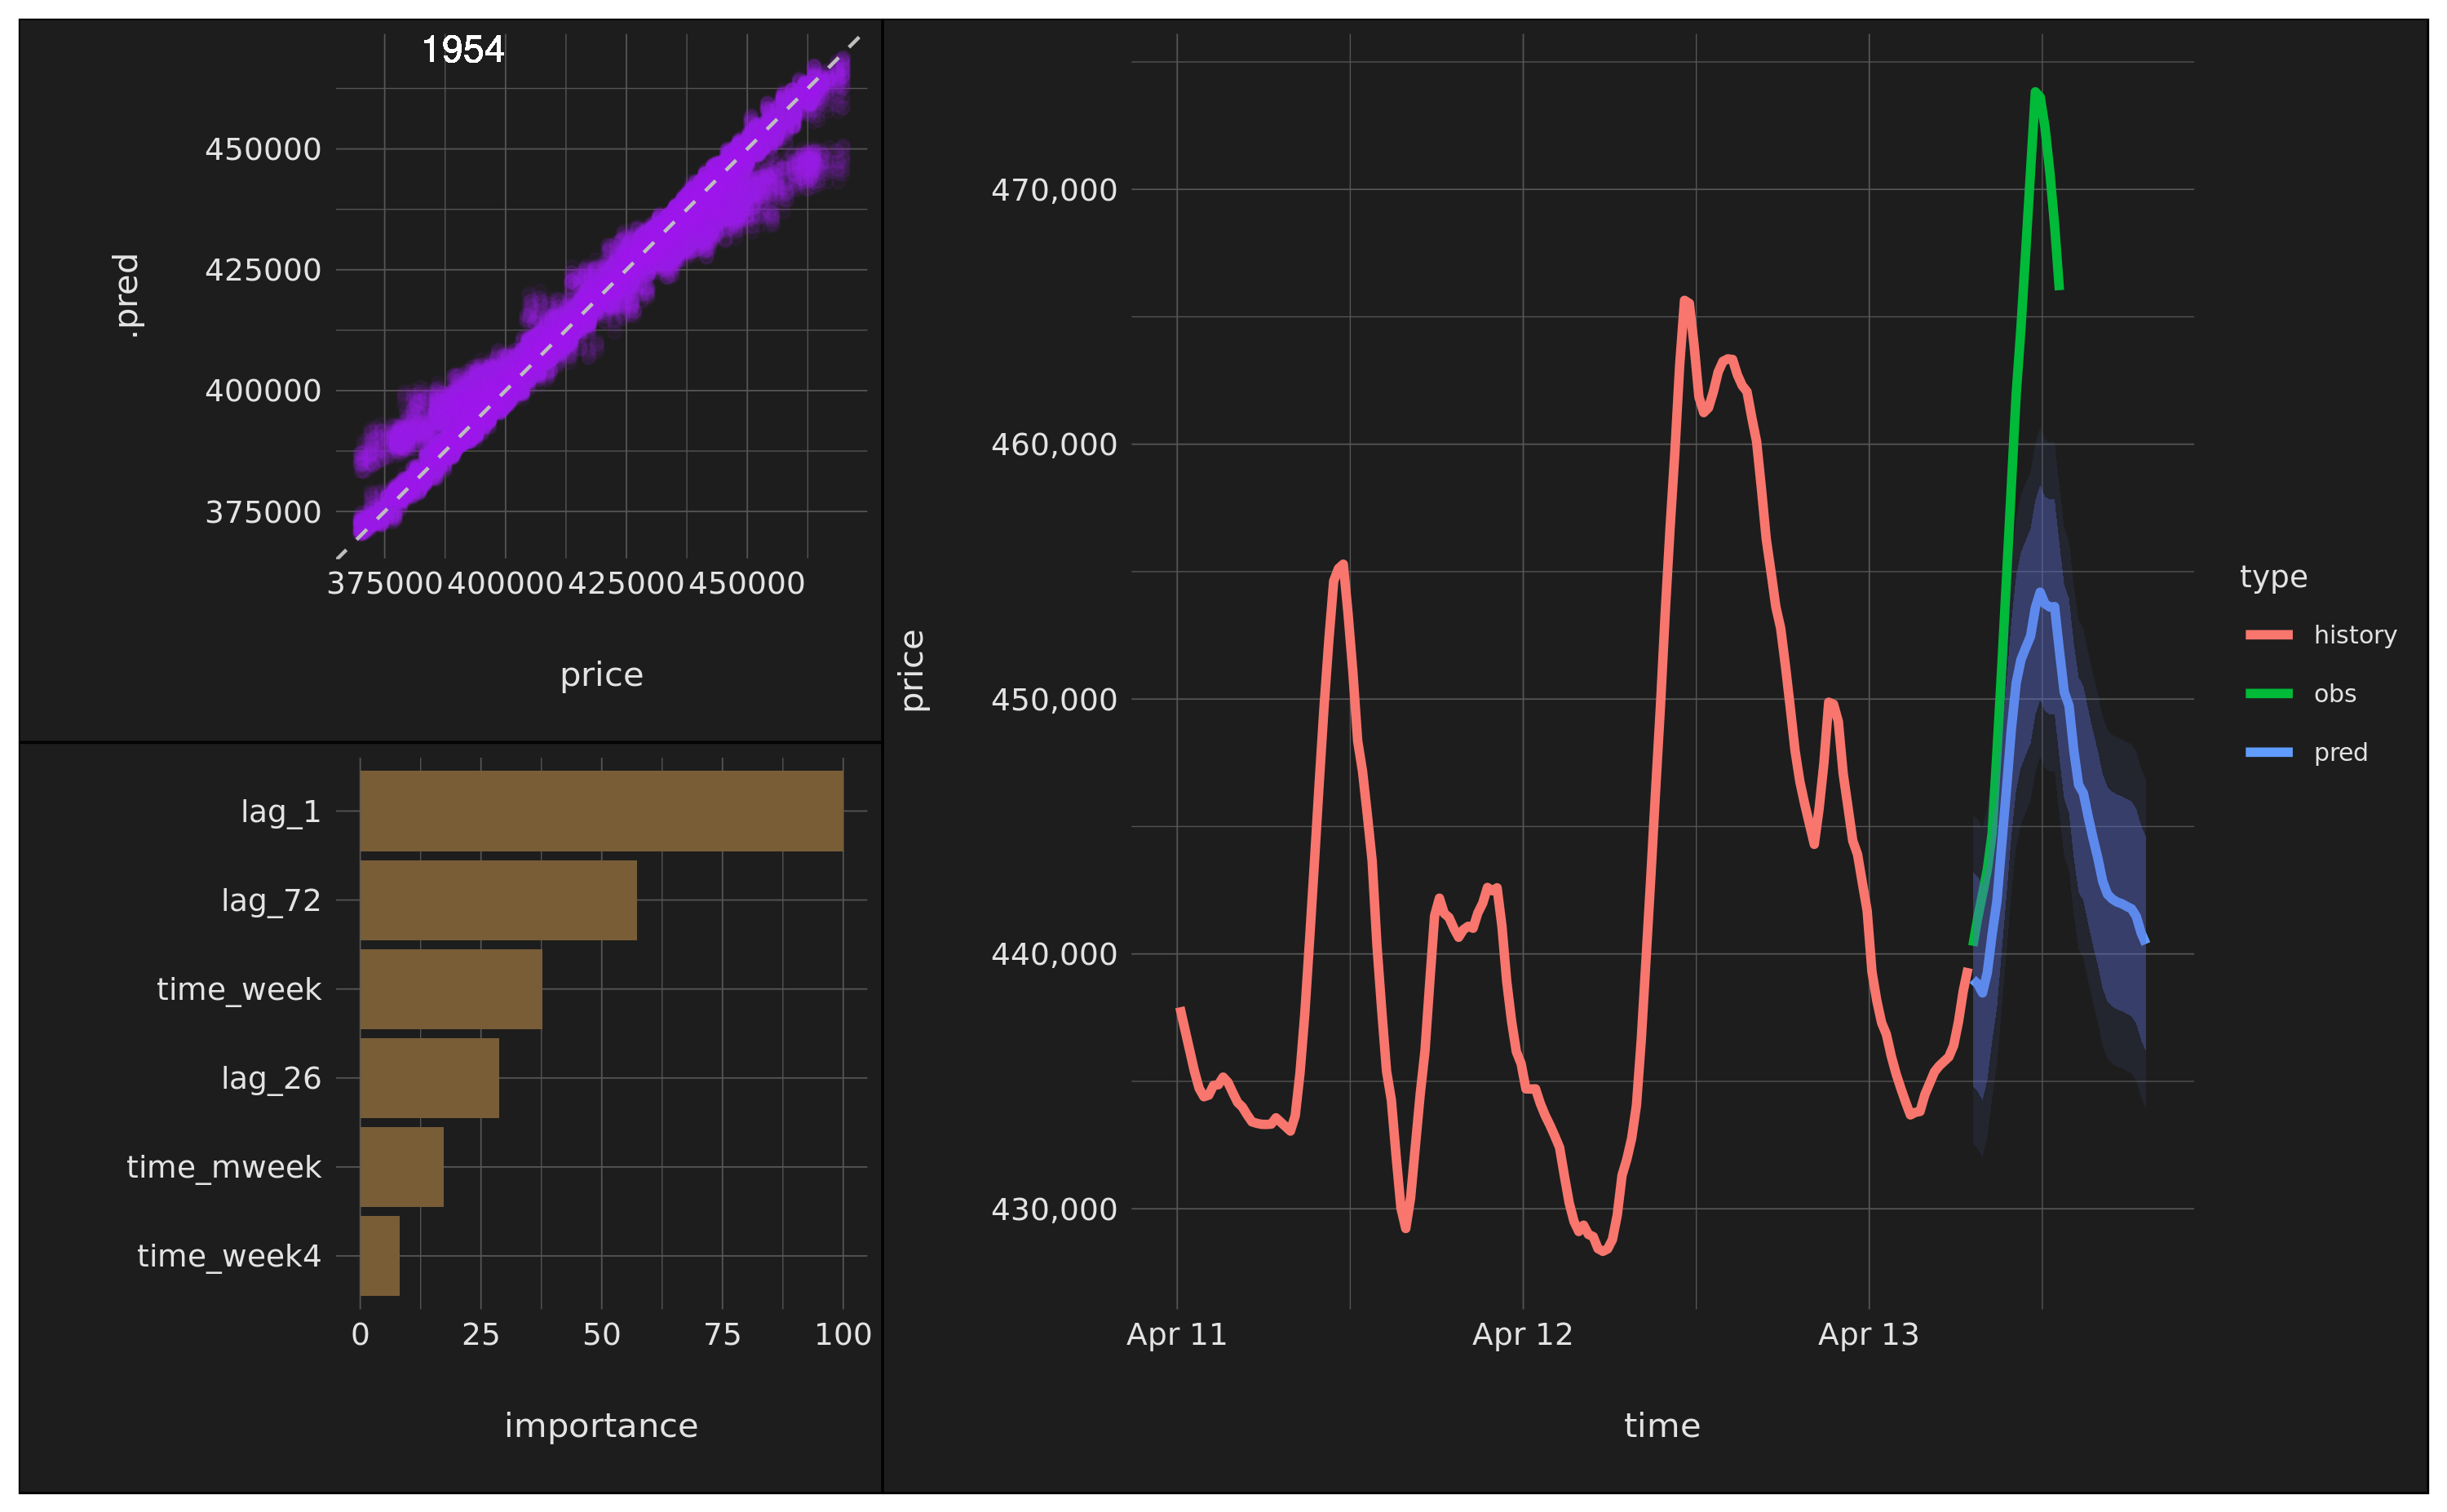 1954
450000
425000
400000
375000
.pred
375000 400000 425000 450000
price
lag_1
lag_72
time_week
lag_26
time_mweek
time_week4
0 25 50 75 100
importance
470,000
460,000
450,000
440,000
430,000
price
Apr 11 Apr 12 Apr 13
time
type
history
obs
pred